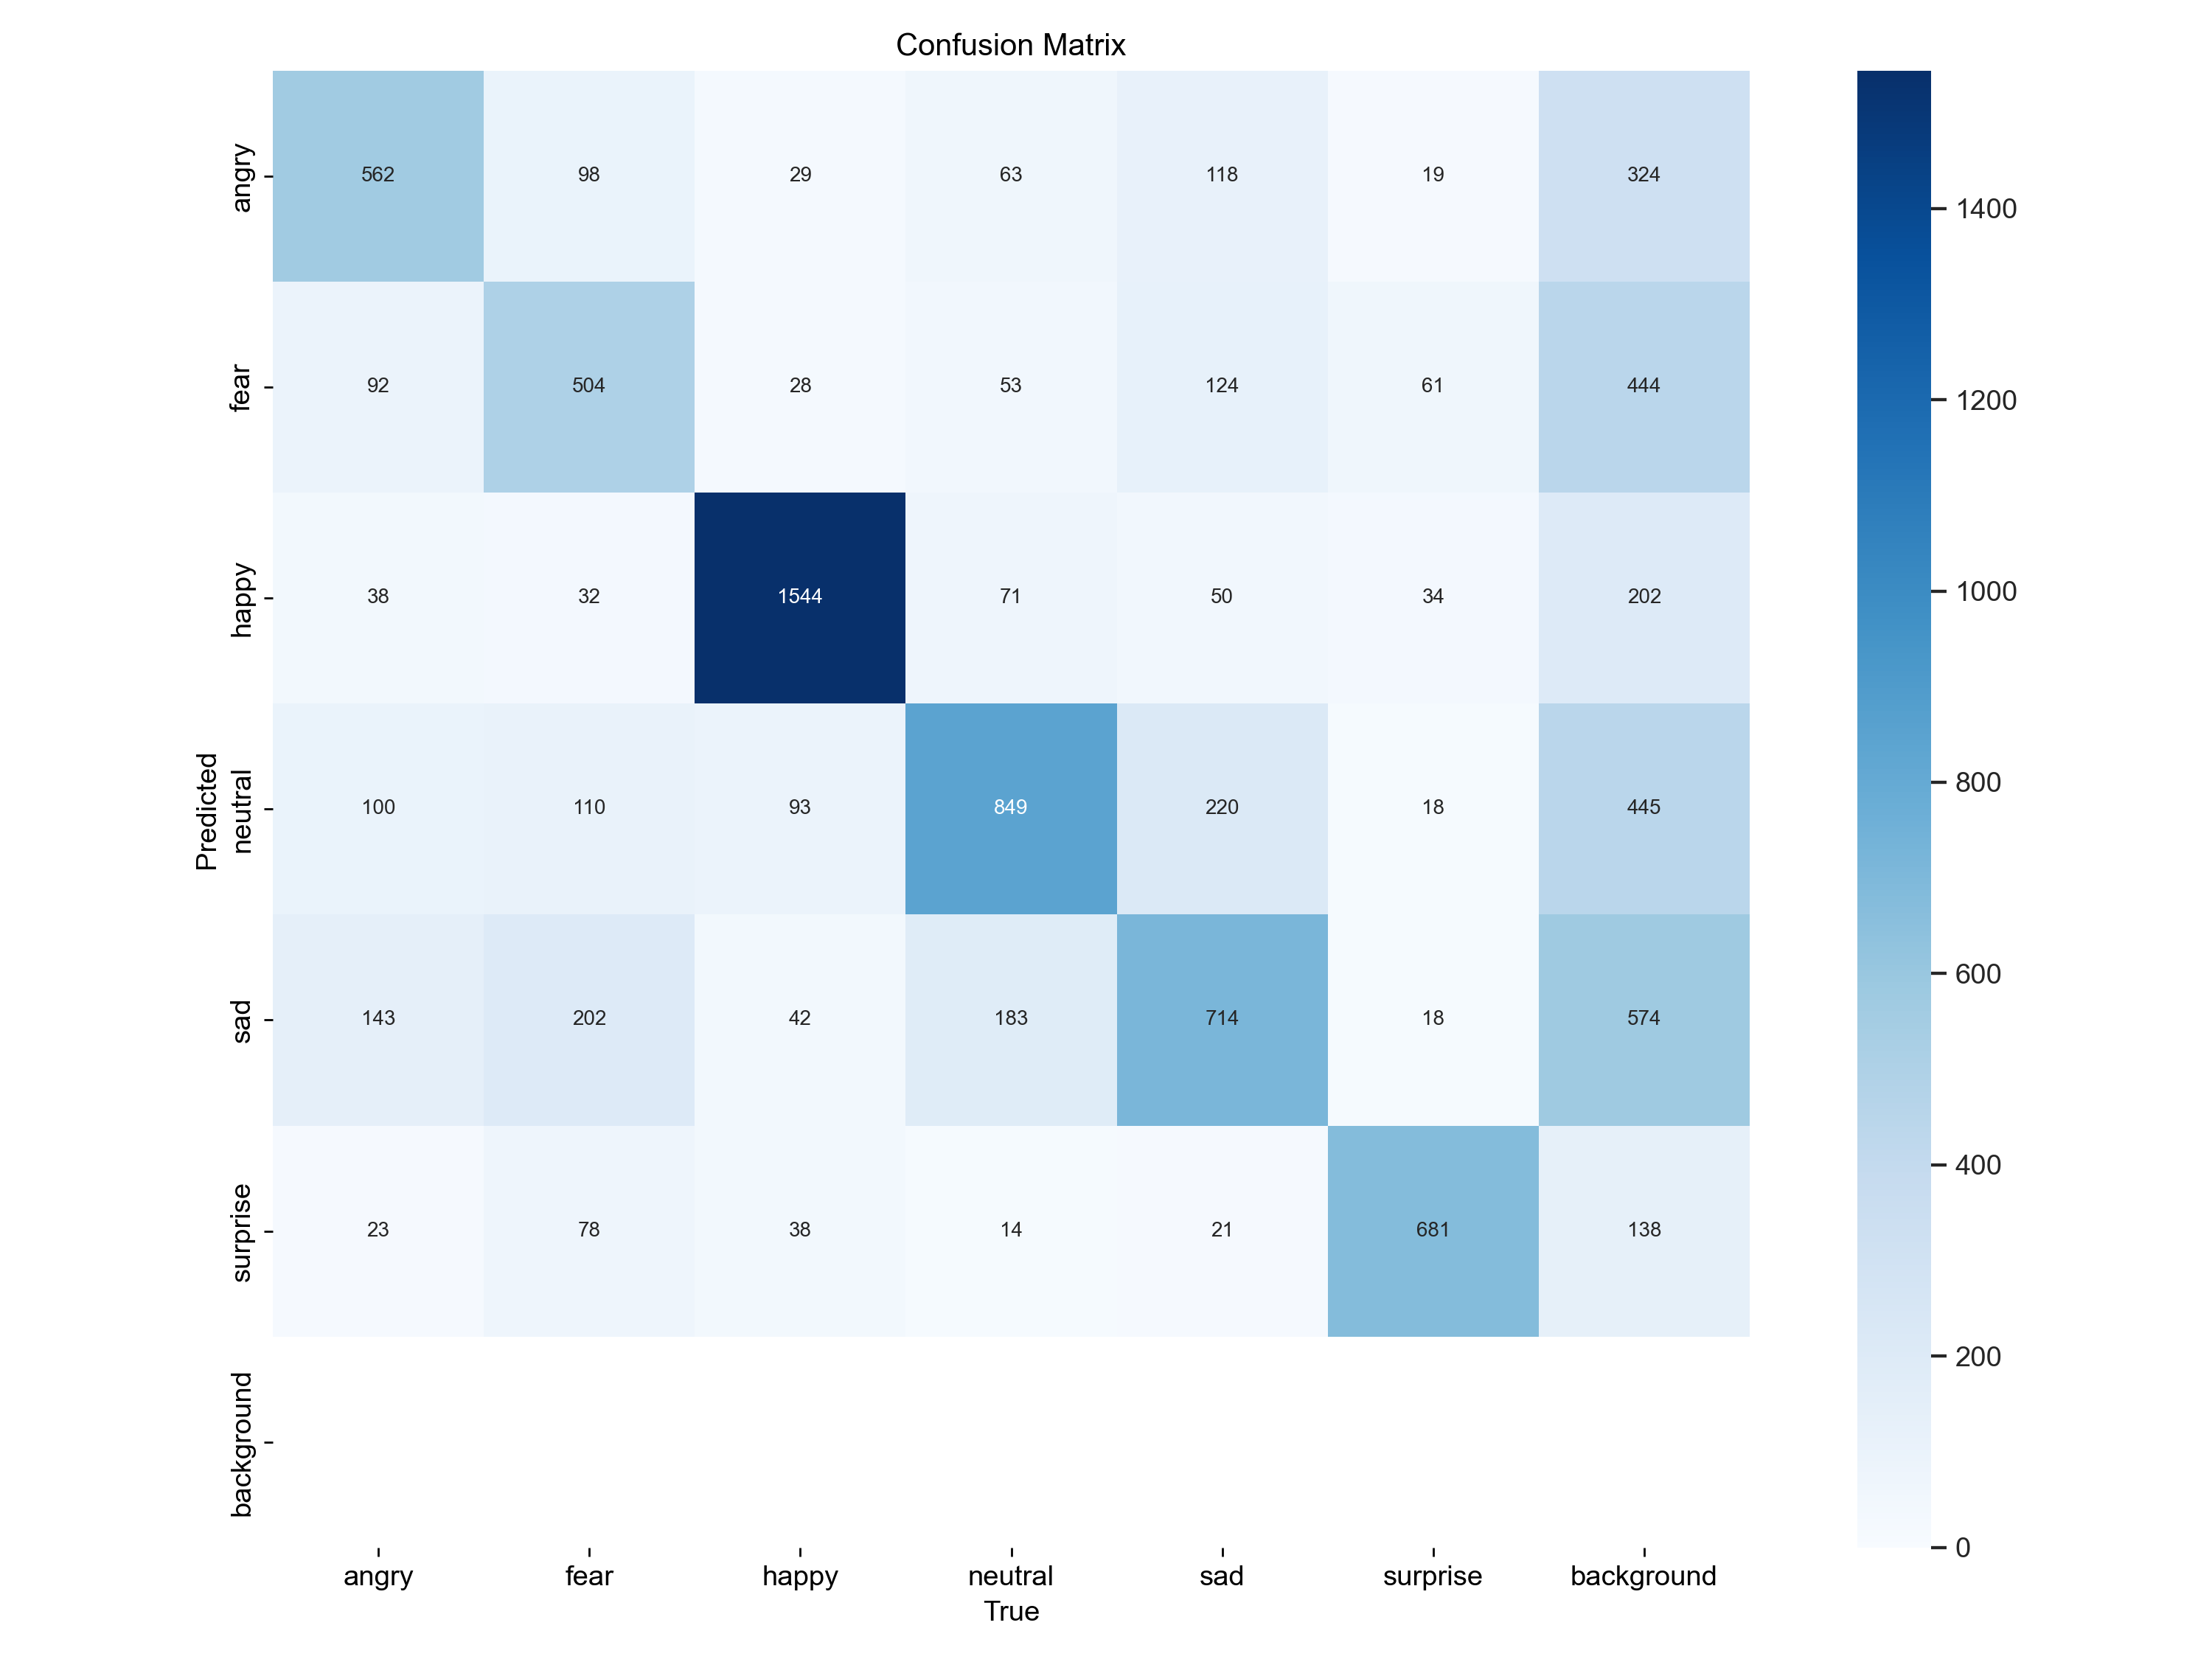 Confusion Matrix
angry 562 98 29 63 118 19 324
fear 92 504 28 53 124 61 444
happy 38 32 1544 71 50 34 202
neutral 100 110 93 849 220 18 445
sad 143 202 42 183 714 18 574
surprise 23 78 38 14 21 681 138
background
Predicted
angry fear happy neutral sad surprise background
True
1400
1200
1000
800
600
400
200
0